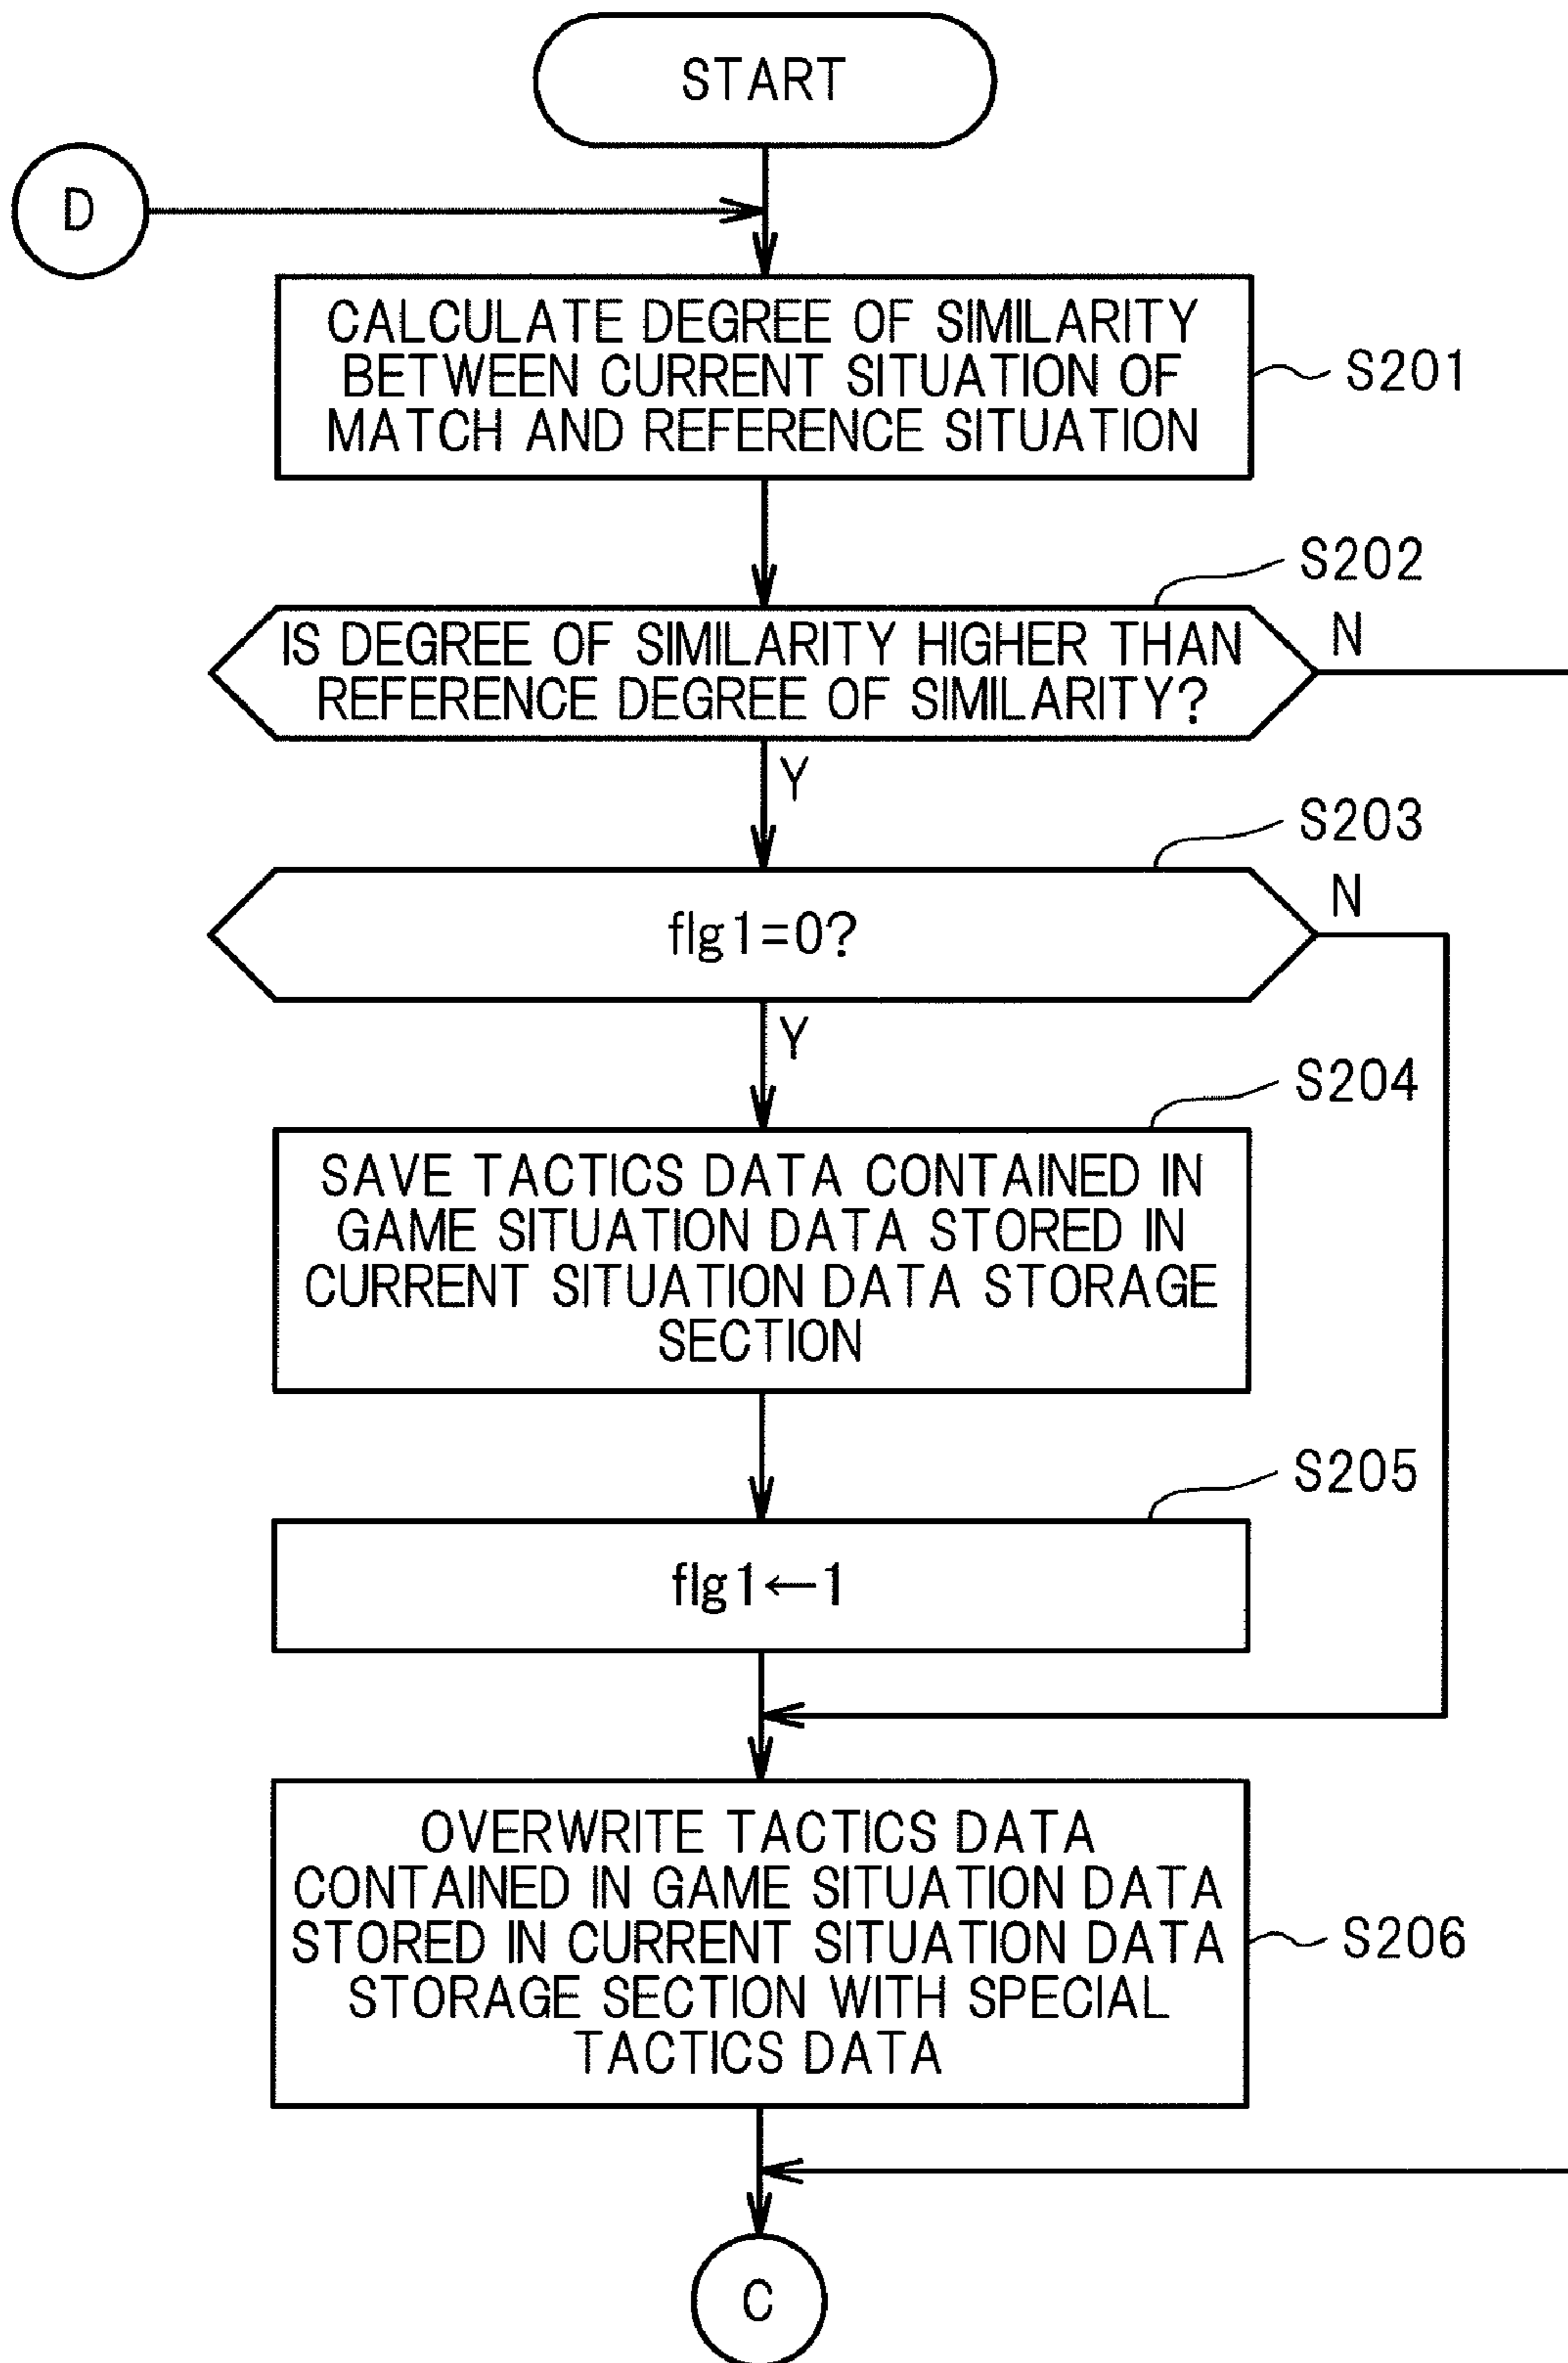 START
D
CALCULATE DEGREE OF SIMILARITY
BETWEEN CURRENT SITUATION OF
MATCH AND REFERENCE SITUATION
S201
S202
IS DEGREE OF SIMILARITY HIGHER THAN
REFERENCE DEGREE OF SIMILARITY?
N
Y
S203
flg1=0?
N
Y
S204
SAVE TACTICS DATA CONTAINED IN
GAME SITUATION DATA STORED IN
CURRENT SITUATION DATA STORAGE
SECTION
S205
flg1←1
OVERWRITE TACTICS DATA
CONTAINED IN GAME SITUATION DATA
STORED IN CURRENT SITUATION DATA
STORAGE SECTION WITH SPECIAL
TACTICS DATA
S206
C